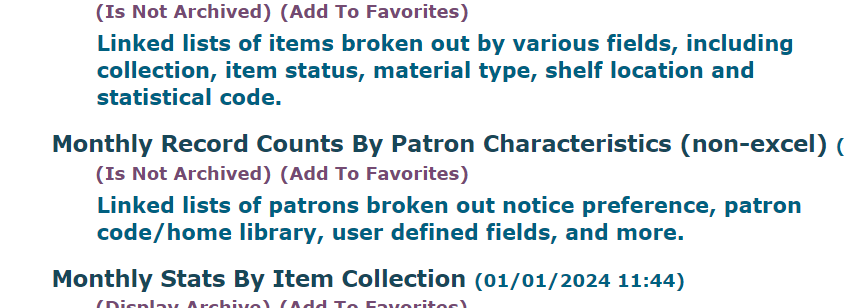 (Is Not Archived) (Add To Favorites)
Linked lists of items broken out by various fields, including
collection, item status, material type, shelf location and
statistical code.
Monthly Record Counts By Patron Characteristics (non-excel) (
(Is Not Archived) (Add To Favorites)
Linked lists of patrons broken out notice preference, patron
code/home library, user defined fields, and more.
Monthly Stats By Item Collection (01/01/2024 11:44)
(Display Archive) (Add To Favorites)